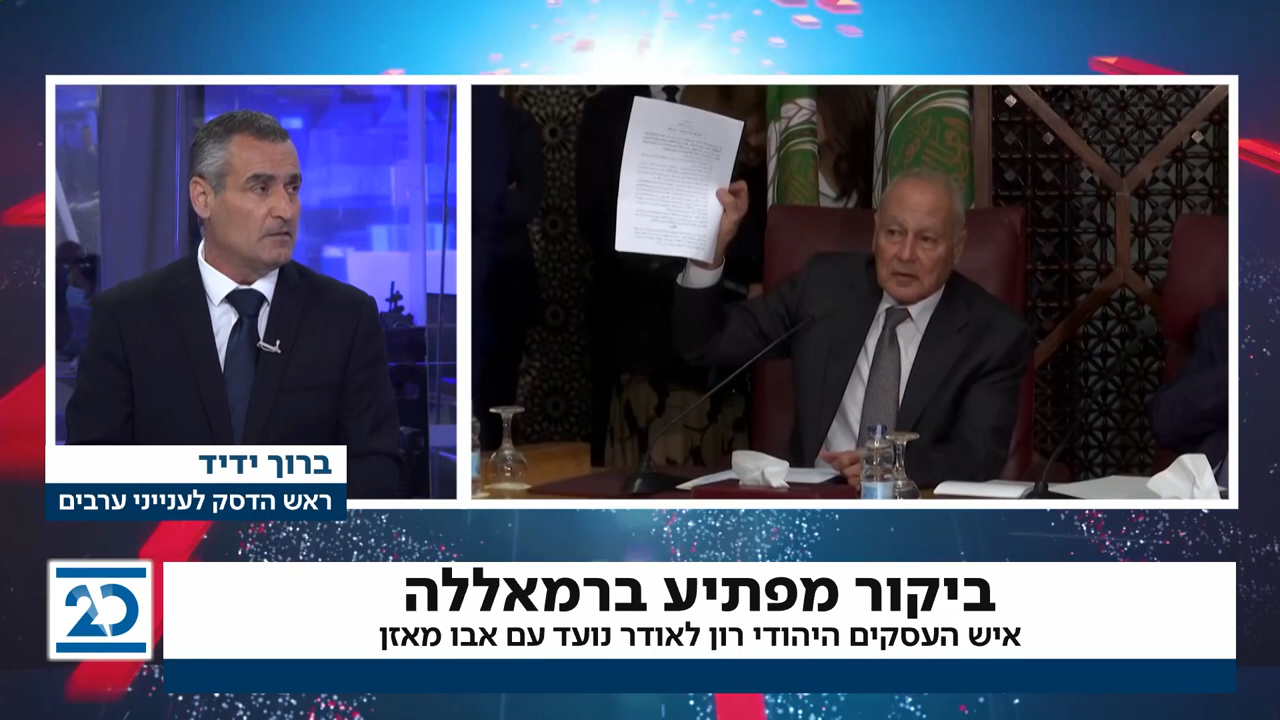 ברוך ידיד
ראש הדסק לענייני ערבים
20
ביקור מפתיע ברמאללה
איש העסקים היהודי רון לאודר נועד עם אבו מאזן